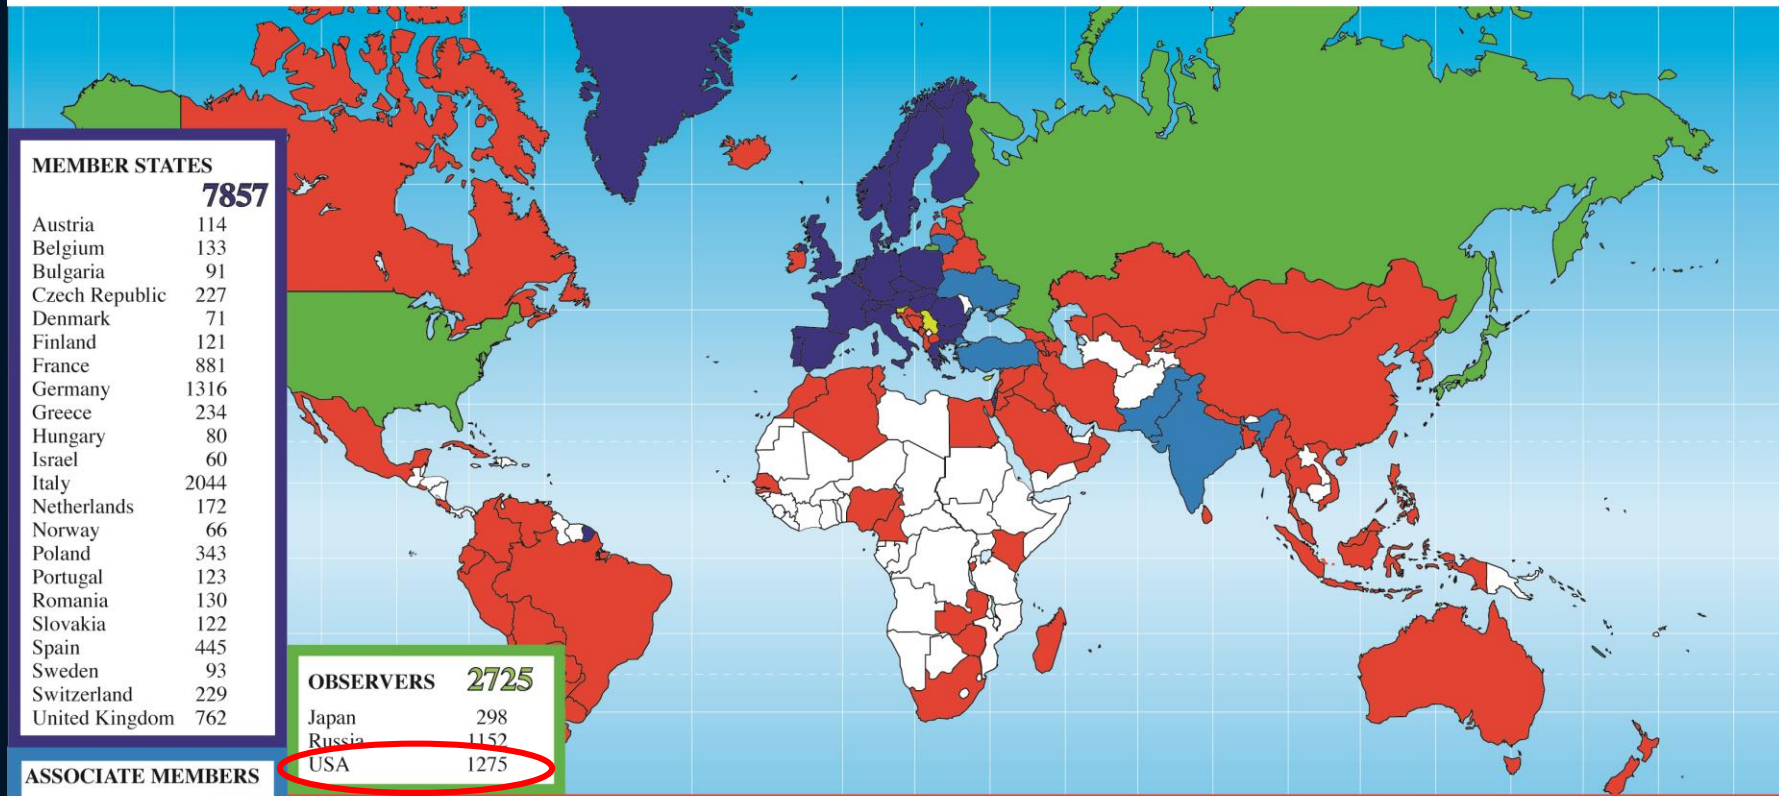 MEMBER STATES
7857
Austria 114
Belgium 133
Bulgaria 91
Czech Republic 227
Denmark 71
Finland 121
France 881
Germany 1316
Greece 234
Hungary 80
Israel 60
Italy 2044
Netherlands 172
Norway 66
Poland 343
Portugal 123
Romania 130
Slovakia 122
Spain 445
Sweden 93
Switzerland 229
United Kingdom 762
ASSOCIATE MEMBERS
OBSERVERS 2725
Japan 298
Russia 1152
USA 1275